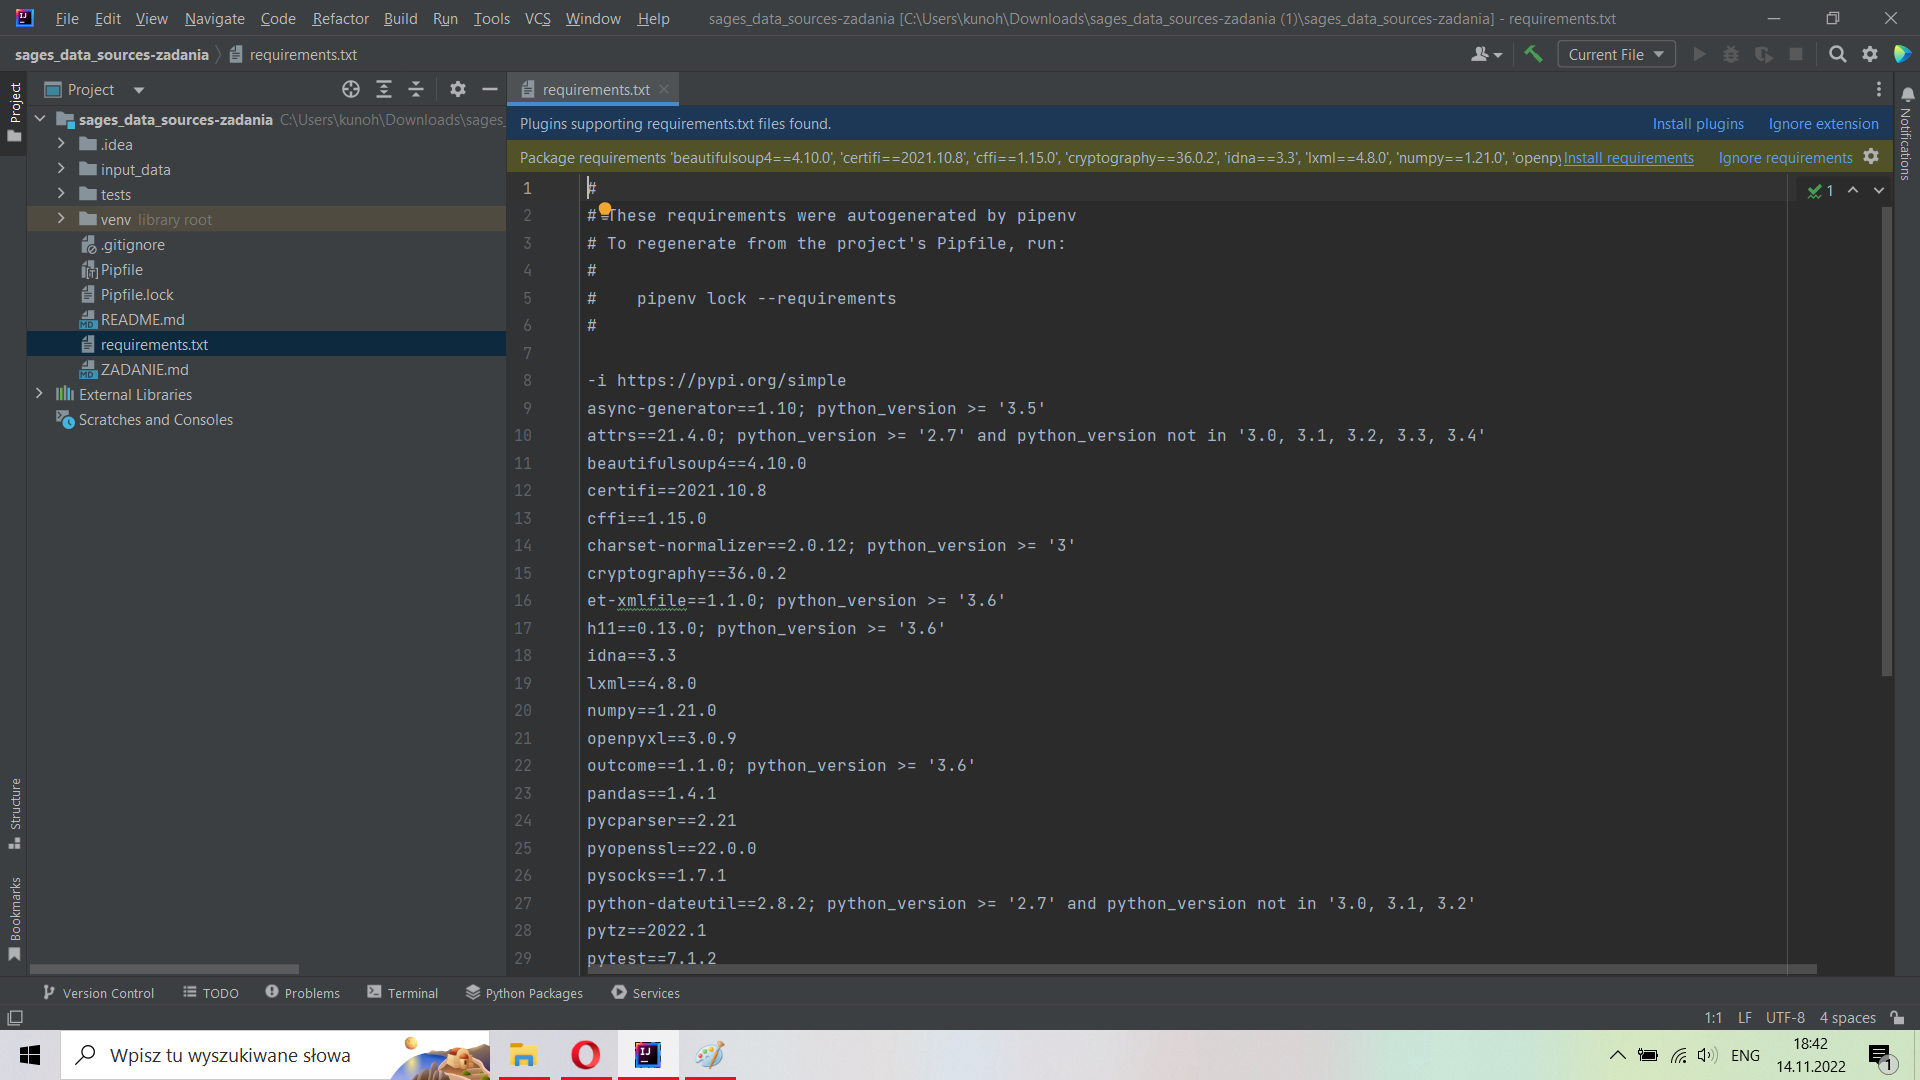 File Edit View Navigate Code Refactor Build Run Tools VCS Window Help sages_data_sources-zadania [C:\Users\kunoh\Downloads\sages_data_sources-zadania (1)\sages_data_sources-zadania] - requirements.txt
sages_data_sources-zadania requirements.txt Current File
Project
Project
requirements.txt
Notifications
sages_data_sources-zadania C:\Users\kunoh\Downloads\sages_
.idea
input_data
tests
venv library root
.gitignore
Pipfile
Pipfile.lock
README.md
requirements.txt
ZADANIE.md
External Libraries
Scratches and Consoles
Plugins supporting requirements.txt files found. Install plugins Ignore extension
Package requirements 'beautifulsoup4==4.10.0', 'certifi==2021.10.8', 'cffi==1.15.0', 'cryptography==36.0.2', 'idna==3.3', 'lxml==4.8.0', 'numpy==1.21.0', 'openpy Install requirements Ignore requirements
1 #
1
2 # These requirements were autogenerated by pipenv
3 # To regenerate from the project's Pipfile, run:
4 #
5 #    pipenv lock --requirements
6 #
7
8 -i https://pypi.org/simple
9 async-generator==1.10; python_version >= '3.5'
10 attrs==21.4.0; python_version >= '2.7' and python_version not in '3.0, 3.1, 3.2, 3.3, 3.4'
11 beautifulsoup4==4.10.0
12 certifi==2021.10.8
13 cffi==1.15.0
14 charset-normalizer==2.0.12; python_version >= '3'
15 cryptography==36.0.2
16 et-xmlfile==1.1.0; python_version >= '3.6'
17 h11==0.13.0; python_version >= '3.6'
18 idna==3.3
19 lxml==4.8.0
20 numpy==1.21.0
21 openpyxl==3.0.9
22 outcome==1.1.0; python_version >= '3.6'
23 pandas==1.4.1
24 pycparser==2.21
25 pyopenssl==22.0.0
26 pysocks==1.7.1
27 python-dateutil==2.8.2; python_version >= '2.7' and python_version not in '3.0, 3.1, 3.2'
28 pytz==2022.1
29 pytest==7.1.2
Structure
Bookmarks
Version Control TODO Problems Terminal Python Packages Services
1:1 LF UTF-8 4 spaces
Wpisz tu wyszukiwane słowa
ENG
18:42
14.11.2022
1